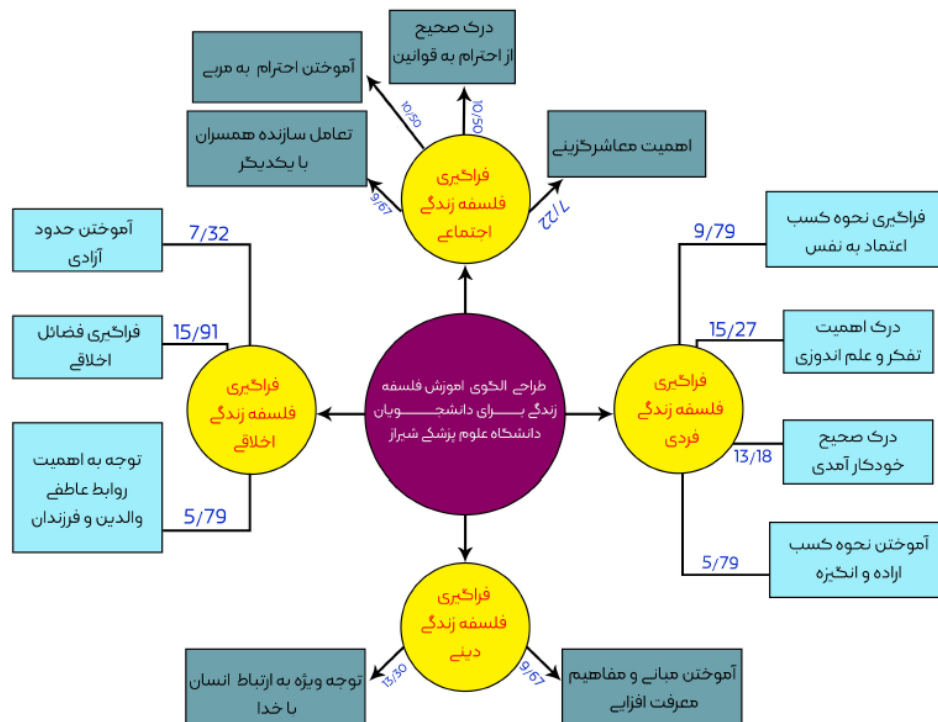 درک صحیح
از احترام به قوانین
آموختن احترام به مربی
10/50
10/50
تعامل سازنده همسران
با یکدیگر
9/67
اهمیت معاشرگزینی
7/22
فراگیری
فلسفه زندگی
اجتماعی
آموختن حدود
آزادی
7/32
فراگیری فضائل
اخلاقی
15/91
توجه به اهمیت
روابط عاطفی
والدین و فرزندان
5/79
فراگیری
فلسفه زندگی
اخلاقی
طراحی الگوی اموزش فلسفه
زندگی بـــرای دانشجـــویان
دانشگاه علوم پزشکی شیراز
فراگیری
فلسفه زندگی
فردی
فراگیری نحوه کسب
اعتماد به نفس
9/79
درک اهمیت
تفکر و علم اندوزی
15/27
درک صحیح
خودکار آمدی
13/18
آموختن نحوه کسب
اراده و انگیزه
5/79
فراگیری
فلسفه زندگی
دینی
توجه ویژه به ارتباط انسان
با خدا
13/30
آموختن مبانی و مفاهیم
معرفت افزایی
9/67